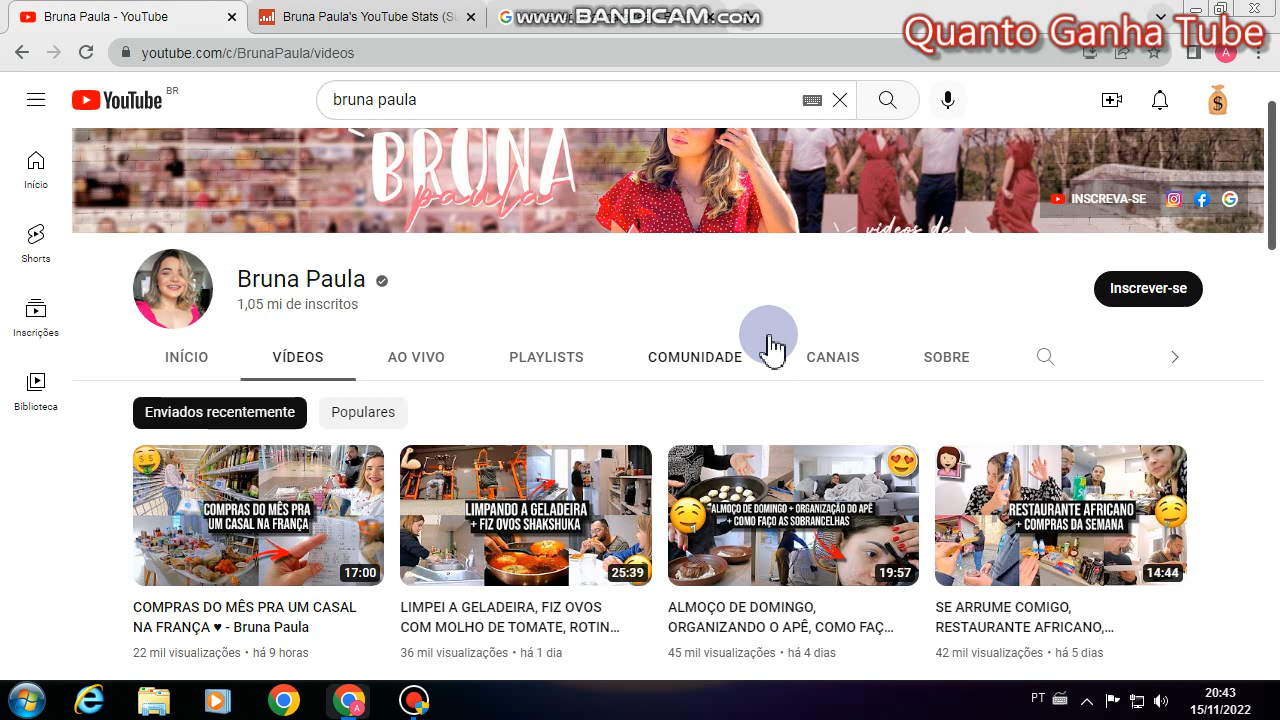 Bruna Paula - YouTube
Bruna Paula's YouTube Stats (Su
www.BANDICAM.com
Quanto Ganha Tube
youtube.com/c/BrunaPaula/videos
YouTube BR
bruna paula
BRUNA
paula
vídeos de
INSCREVA-SE
Início
Shorts
Inscrições
Biblioteca
Bruna Paula
1,05 mi de inscritos
Inscrever-se
INÍCIO
VÍDEOS
AO VIVO
PLAYLISTS
COMUNIDADE
CANAIS
SOBRE
Enviados recentemente
Populares
COMPRAS DO MÊS PRA
UM CASAL NA FRANÇA
17:00
LIMPANDO A GELADEIRA
+ FIZ OVOS SHAKSHUKA
25:39
ALMOÇO DE DOMINGO + ORGANIZAÇÃO DO APÊ
+ COMO FAÇO AS SOBRANCELHAS
19:57
RESTAURANTE AFRICANO
+ COMPRAS DA SEMANA
14:44
COMPRAS DO MÊS PRA UM CASAL
NA FRANÇA ♥ - Bruna Paula
22 mil visualizações • há 9 horas
LIMPEI A GELADEIRA, FIZ OVOS
COM MOLHO DE TOMATE, ROTIN…
36 mil visualizações • há 1 dia
ALMOÇO DE DOMINGO,
ORGANIZANDO O APÊ, COMO FAÇ…
45 mil visualizações • há 4 dias
SE ARRUME COMIGO,
RESTAURANTE AFRICANO,…
42 mil visualizações • há 5 dias
PT
20:43
15/11/2022